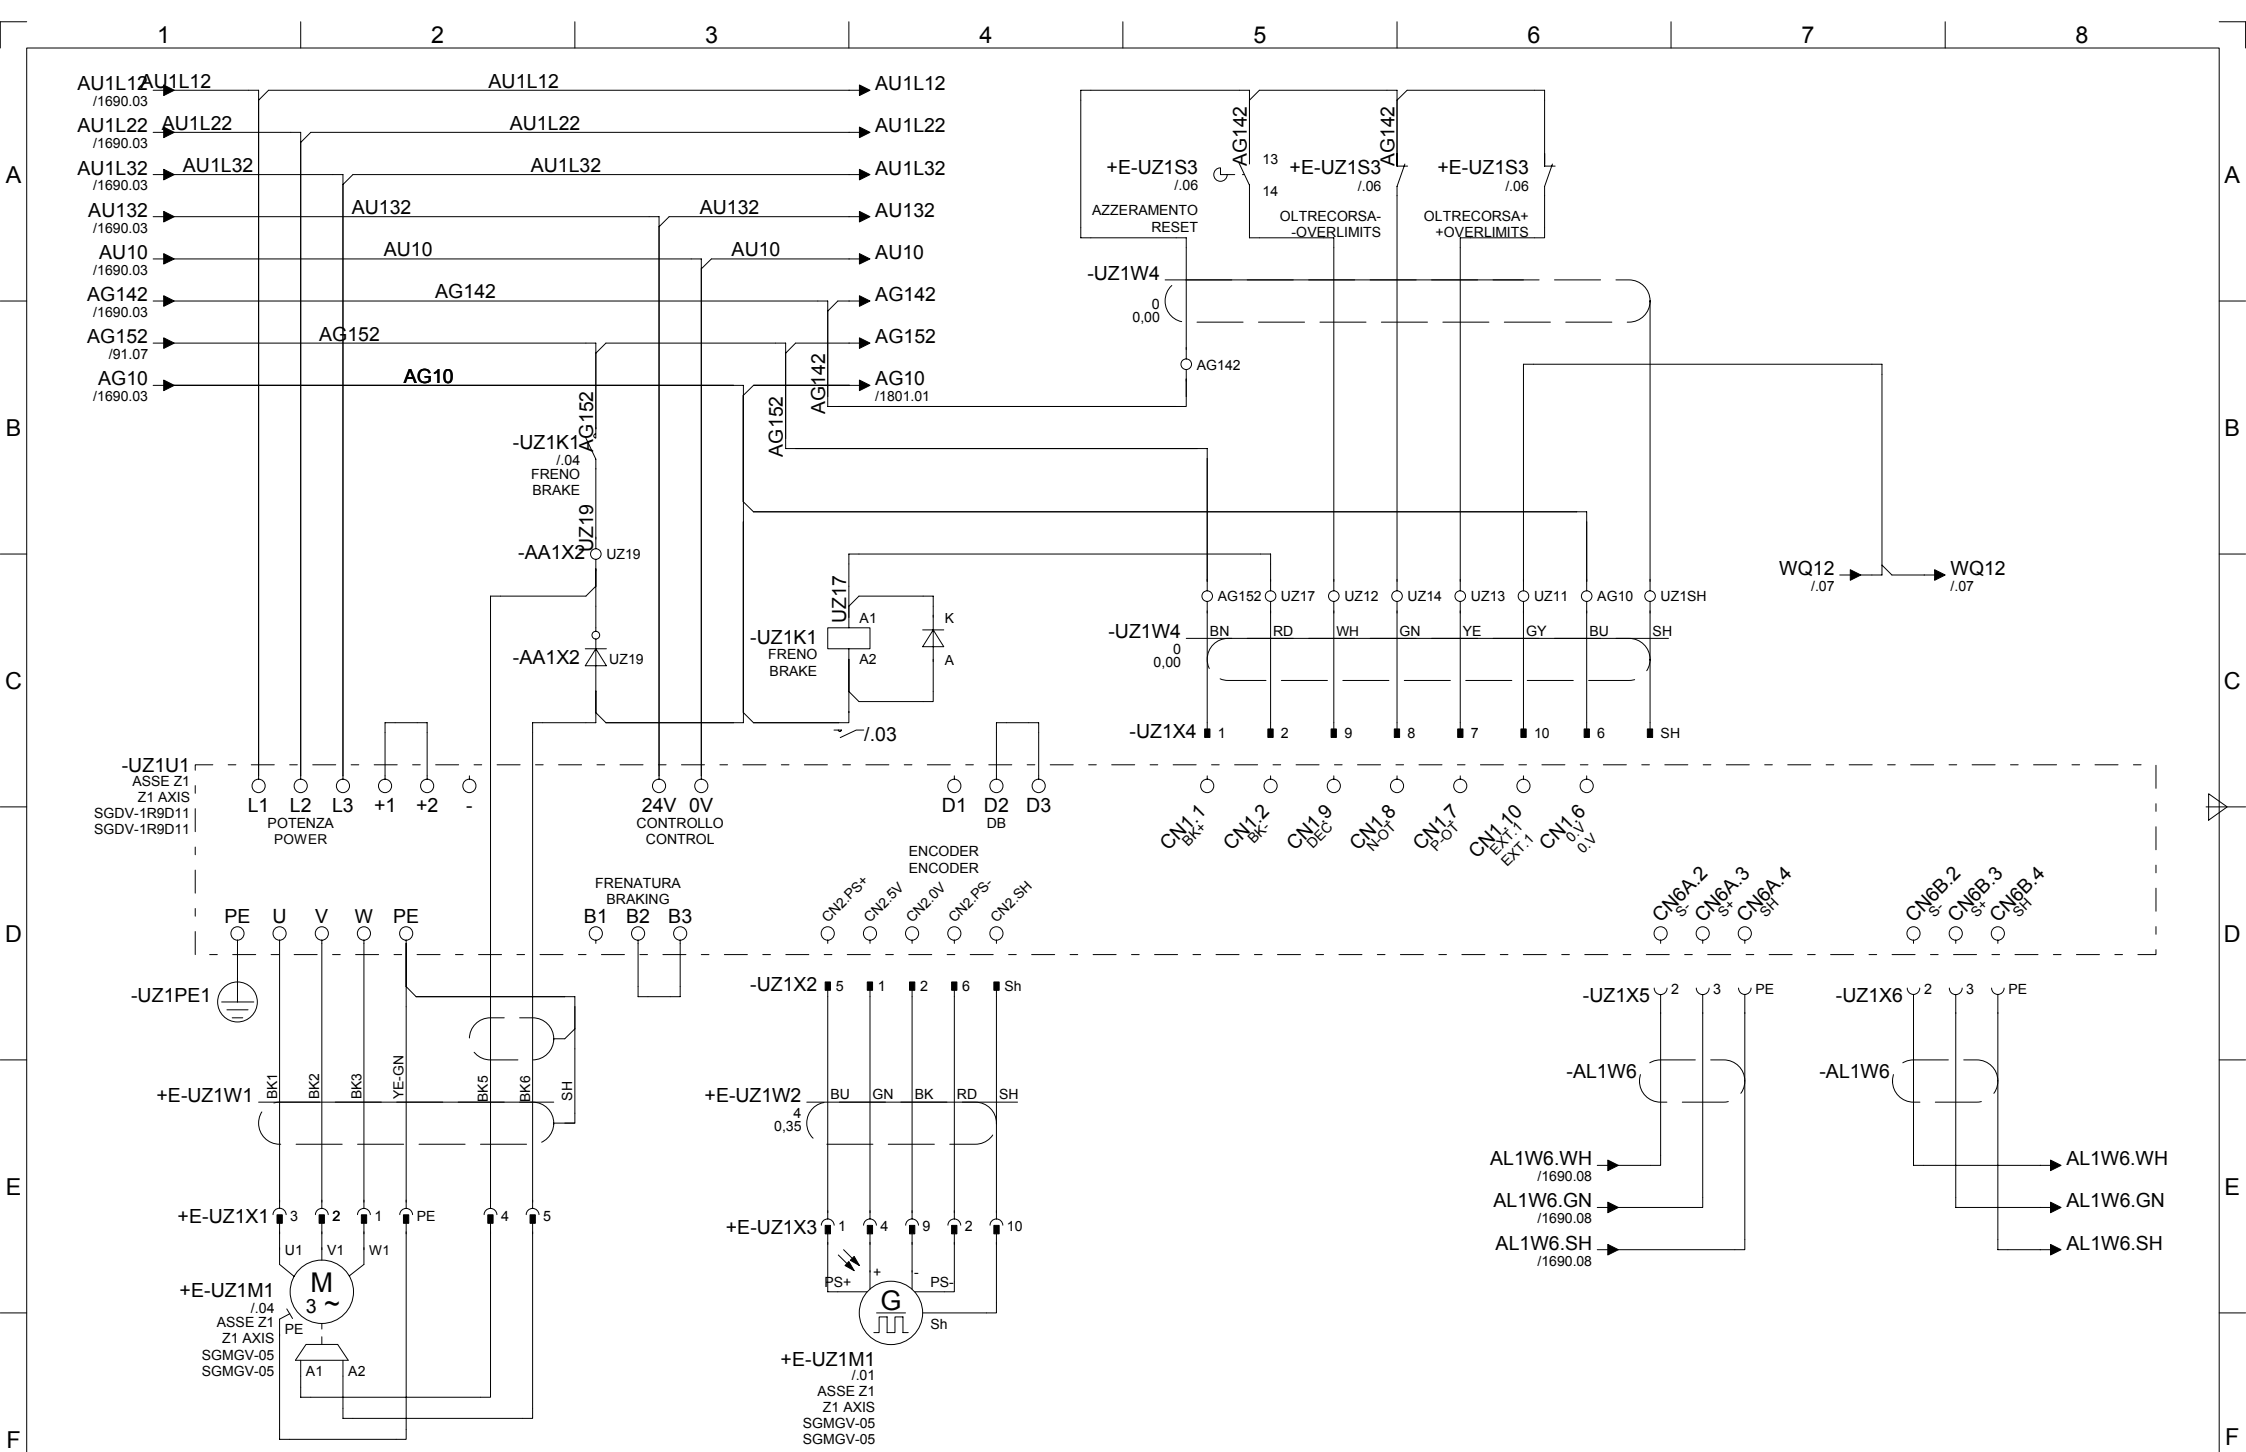 1 2 3 4 5 6 7 8
AU1L12 AU1L12 AU1L12 AU1L12
/1690.03
AU1L22 AU1L22 AU1L22 AU1L22
/1690.03
A AU1L32 AU1L32 AU1L32 AU1L32 A
/1690.03
AU132 AU132 AU132 AU132
/1690.03
AU10 AU10 AU10 AU10
/1690.03
AG142 AG142 AG142
/1690.03
AG152 AG152 AG152
/91.07
AG10 AG10 AG10
/1690.03 /1801.01
AG142 AG142
+E-UZ1S3 13 +E-UZ1S3 +E-UZ1S3
/.06 14 /.06 /.06
AZZERAMENTO OLTRECORSA- OLTRECORSA+
RESET -OVERLIMITS +OVERLIMITS
-UZ1W4
0
0,00
AG142
AG152 AG152 AG142
B B
-UZ1K1
/.04
FRENO
BRAKE
UZ19
-AA1X2 UZ19
WQ12 WQ12
/.07 /.07
UZ17
AG152 UZ17 UZ12 UZ14 UZ13 UZ11 AG10 UZ1SH
-UZ1K1 A1 K
FRENO A2 A
BRAKE
-UZ1W4 BN RD WH GN YE GY BU SH
0
0,00
-AA1X2 UZ19
C C
/.03
-UZ1X4 1 2 9 8 7 10 6 SH
-UZ1U1
ASSE Z1
Z1 AXIS
SGDV-1R9D11
SGDV-1R9D11
L1 L2 L3 +1 +2 - 24V 0V D1 D2 D3
POTENZA CONTROLLO DB
POWER CONTROL
CN1.1 CN1.2 CN1.9 CN1.8 CN1.7 CN1.10 CN1.6
BK+ BK- DEC N-OT P-OT EXT.1 0.V
EXT.1 0.V
ENCODER
ENCODER
FRENATURA
BRAKING
CN2.PS+ CN2.5V CN2.0V CN2.PS- CN2.SH
CN6A.2 CN6A.3 CN6A.4 CN6B.2 CN6B.3 CN6B.4
S- S+ SH S- S+ SH
PE U V W PE B1 B2 B3
D D
-UZ1PE1
-UZ1X2 5 1 2 6 Sh
-UZ1X5 2 3 PE -UZ1X6 2 3 PE
-AL1W6 -AL1W6
+E-UZ1W1 BK1 BK2 BK3 YE-GN BK5 BK6 SH
+E-UZ1W2 BU GN BK RD SH
4
0,35
AL1W6.WH AL1W6.WH
/1690.08
E AL1W6.GN AL1W6.GN E
/1690.08
AL1W6.SH AL1W6.SH
/1690.08
+E-UZ1X1 3 2 1 PE 4 5
+E-UZ1X3 1 4 9 2 10
U1 V1 W1
PS+ + - PS-
M
3 ~
G
Sh
+E-UZ1M1
/.04
ASSE Z1 PE
Z1 AXIS
SGMGV-05
SGMGV-05
A1 A2
+E-UZ1M1
/.01
ASSE Z1
Z1 AXIS
SGMGV-05
SGMGV-05
F F